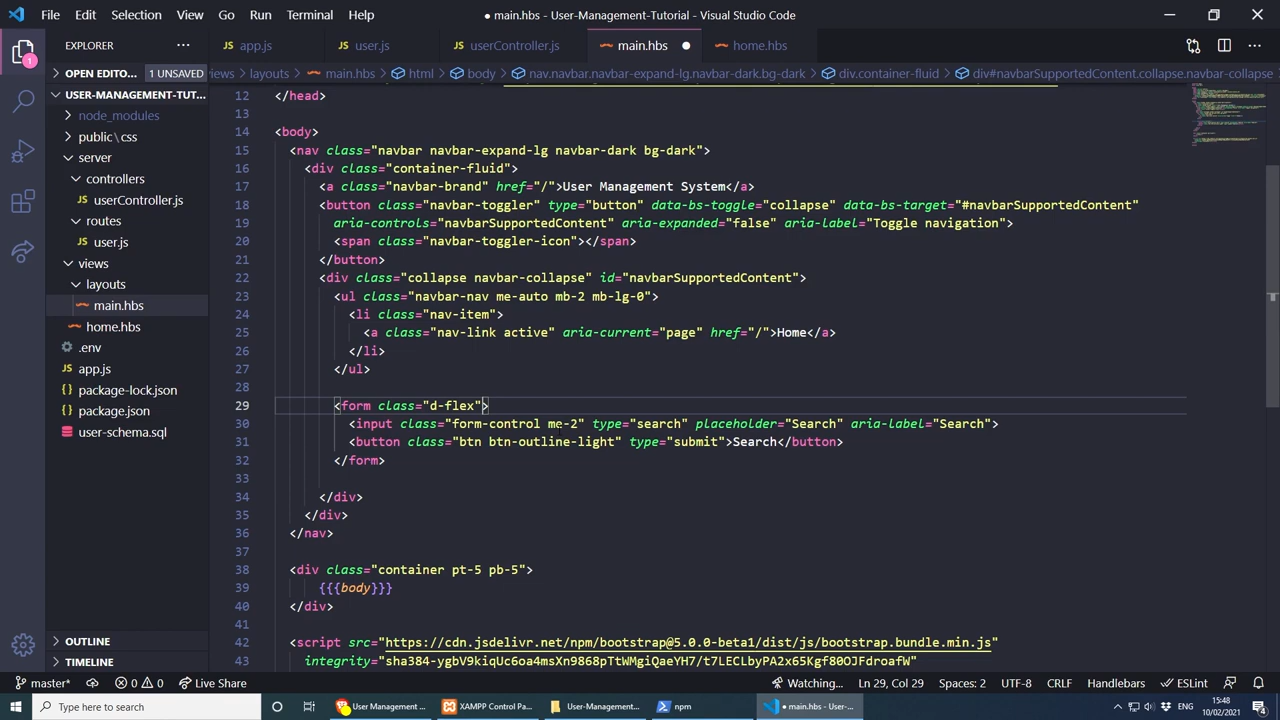 File Edit Selection View Go Run Terminal Help
● main.hbs - User-Management-Tutorial - Visual Studio Code
EXPLORER
app.js user.js userController.js main.hbs home.hbs
OPEN EDITO... 1 UNSAVED
iews > layouts > main.hbs > html > body > nav.navbar.navbar-expand-lg.navbar-dark.bg-dark > div.container-fluid > div#navbarSupportedContent.collapse.navbar-collapse
1
USER-MANAGEMENT-TUT...
node_modules
public\css
server
controllers
userController.js
routes
user.js
views
layouts
main.hbs
home.hbs
.env
app.js
package-lock.json
package.json
user-schema.sql
OUTLINE
TIMELINE
12 </head>
13
14 <body>
15 <nav class="navbar navbar-expand-lg navbar-dark bg-dark">
16 <div class="container-fluid">
17 <a class="navbar-brand" href="/">User Management System</a>
18 <button class="navbar-toggler" type="button" data-bs-toggle="collapse" data-bs-target="#navbarSupportedContent"
19 aria-controls="navbarSupportedContent" aria-expanded="false" aria-label="Toggle navigation">
20 <span class="navbar-toggler-icon"></span>
21 </button>
22 <div class="collapse navbar-collapse" id="navbarSupportedContent">
23 <ul class="navbar-nav me-auto mb-2 mb-lg-0">
24 <li class="nav-item">
25 <a class="nav-link active" aria-current="page" href="/">Home</a>
26 </li>
27 </ul>
28
29 <form class="d-flex">
30 <input class="form-control me-2" type="search" placeholder="Search" aria-label="Search">
31 <button class="btn btn-outline-light" type="submit">Search</button>
32 </form>
33
34 </div>
35 </div>
36 </nav>
37
38 <div class="container pt-5 pb-5">
39 {{{body}}}
40 </div>
41
42 <script src="https://cdn.jsdelivr.net/npm/bootstrap@5.0.0-beta1/dist/js/bootstrap.bundle.min.js"
43 integrity="sha384-ygbV9kiqUc6oa4msXn9868pTtWMgiQaeYH7/t7LECLbyPA2x65Kgf80OJFdroafW"
master* 0 0 Live Share
Watching... Ln 29, Col 29 Spaces: 2 UTF-8 CRLF Handlebars ESLint
Type here to search
User Management ... XAMPP Control Pa... User-Management-... npm ● main.hbs - User-...
ENG
15:48
10/02/2021
4